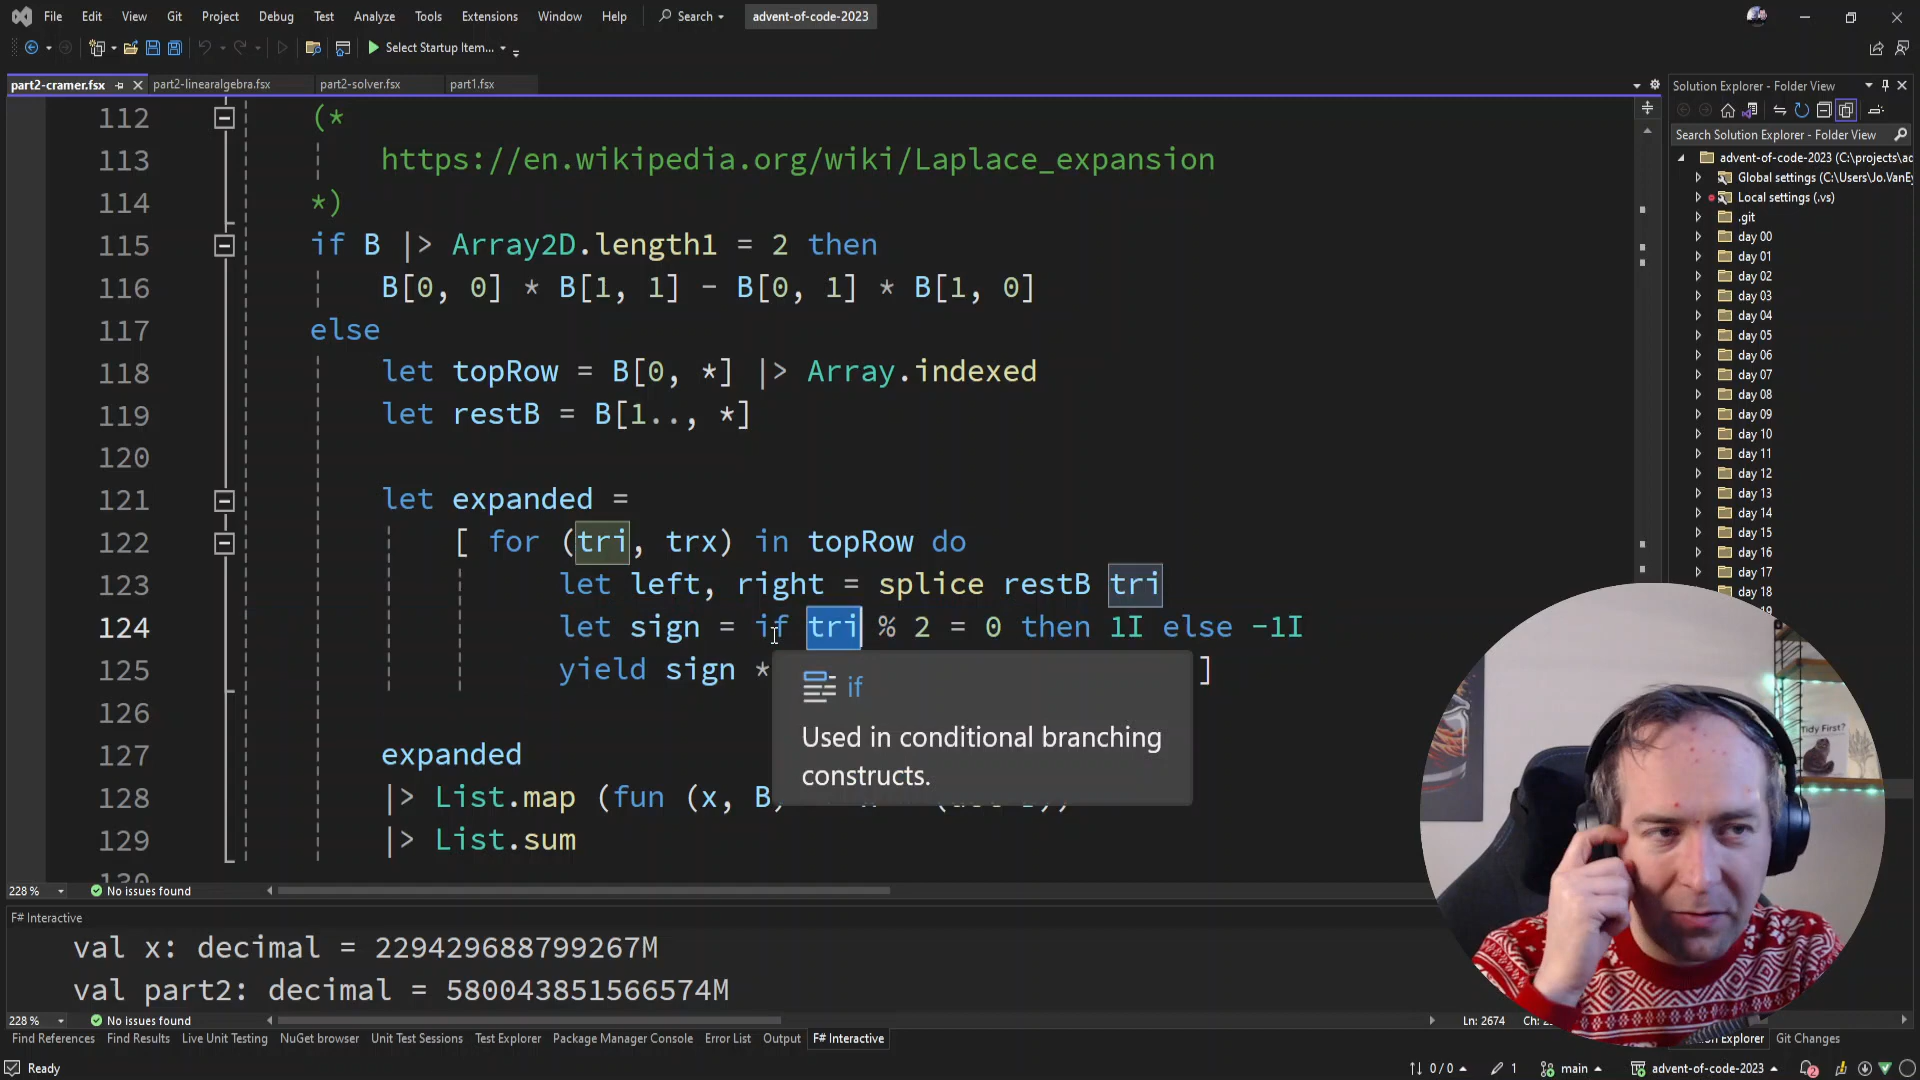 File Edit View Git Project Debug Test Analyze Tools Extensions Window Help Search advent-of-code-2023
Select Startup Item...
part2-cramer.fsx part2-linearalgebra.fsx part2-solver.fsx part1.fsx
112 (*
113 https://en.wikipedia.org/wiki/Laplace_expansion
114 *)
115 if B |> Array2D.length1 = 2 then
116 B[0, 0] * B[1, 1] - B[0, 1] * B[1, 0]
117 else
118 let topRow = B[0, *] |> Array.indexed
119 let restB = B[1.., *]
120
121 let expanded =
122 [ for (tri, trx) in topRow do
123 let left, right = splice restB tri
124 let sign = if tri % 2 = 0 then 1I else -1I
125 yield sign * ]
126
127 expanded
128 |> List.map (fun (x, B)
129 |> List.sum
130
if
Used in conditional branching
constructs.
228 % No issues found
F# Interactive
val x: decimal = 229429688799267M
val part2: decimal = 580043851566574M
228 % No issues found Ln: 2674
Find References Find Results Live Unit Testing NuGet browser Unit Test Sessions Test Explorer Package Manager Console Error List Output F# Interactive
Solution Explorer - Folder View
Search Solution Explorer - Folder View
advent-of-code-2023 (C:\projects\ad
Global settings (C:\Users\Jo.VanEy
Local settings (.vs)
.git
day 00
day 01
day 02
day 03
day 04
day 05
day 06
day 07
day 08
day 09
day 10
day 11
day 12
day 13
day 14
day 15
day 16
day 17
day 18
Tidy First?
Explorer Git Changes
Ready 0 / 0 1 main advent-of-code-2023 2